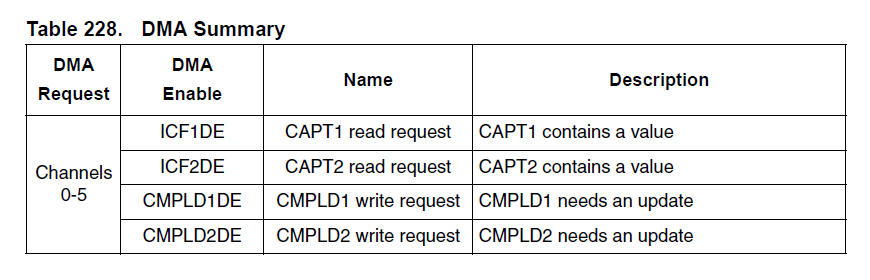 Table 228. DMA Summary
DMA Request DMA Enable Name Description
Channels 0-5 ICF1DE CAPT1 read request CAPT1 contains a value
ICF2DE CAPT2 read request CAPT2 contains a value
CMPLD1DE CMPLD1 write request CMPLD1 needs an update
CMPLD2DE CMPLD2 write request CMPLD2 needs an update